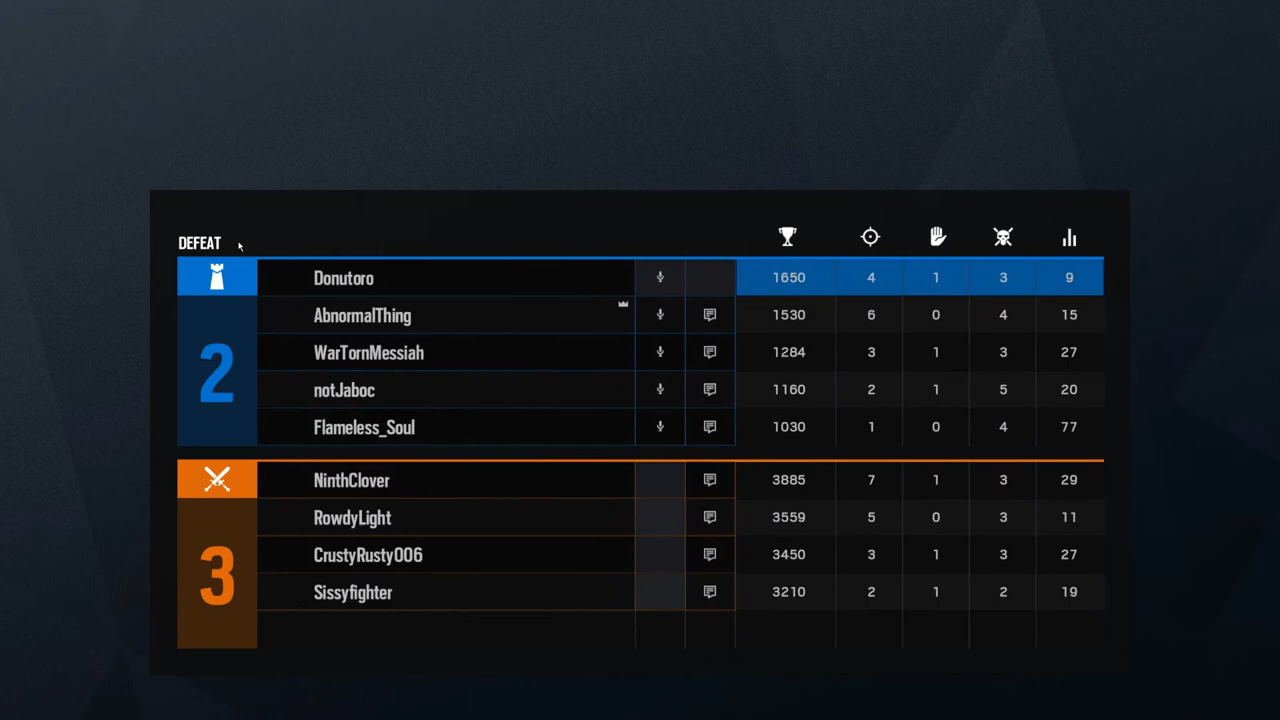 DEFEAT
Donutoro 1650 4 1 3 9
AbnormalThing 1530 6 0 4 15
WarTornMessiah 1284 3 1 3 27
2
notJaboc 1160 2 1 5 20
Flameless_Soul 1030 1 0 4 77
NinthClover 3885 7 1 3 29
RowdyLight 3559 5 0 3 11
CrustyRusty006 3450 3 1 3 27
3
Sissyfighter 3210 2 1 2 19